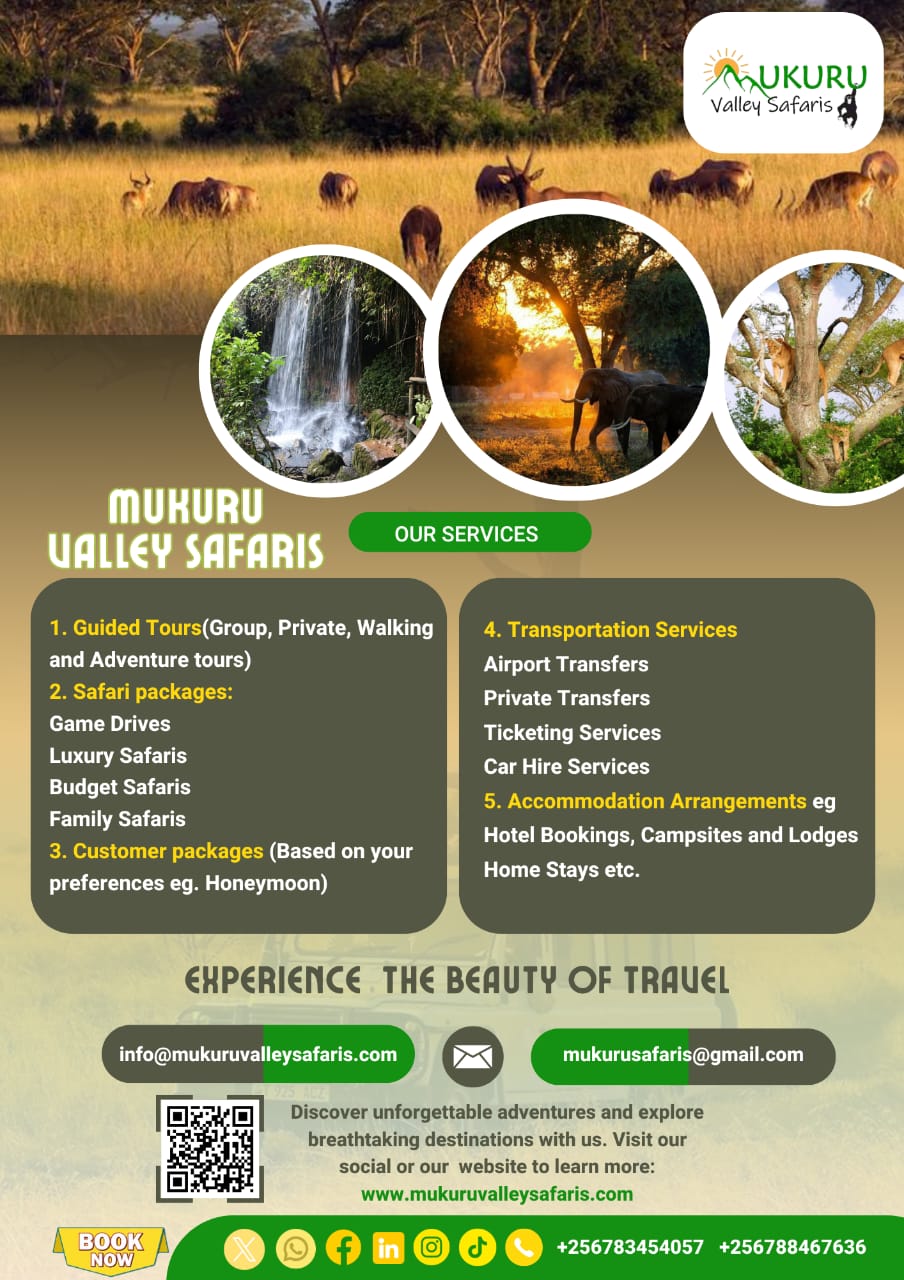 MUKURU
Valley Safaris
MUKURU
VALLEY SAFARIS
OUR SERVICES
1. Guided Tours(Group, Private, Walking
and Adventure tours)
2. Safari packages:
Game Drives
Luxury Safaris
Budget Safaris
Family Safaris
3. Customer packages (Based on your
preferences eg. Honeymoon)
4. Transportation Services
Airport Transfers
Private Transfers
Ticketing Services
Car Hire Services
5. Accommodation Arrangements eg
Hotel Bookings, Campsites and Lodges
Home Stays etc.
EXPERIENCE THE BEAUTY OF TRAVEL
info@mukuruvalleysafaris.com
mukurusafaris@gmail.com
Discover unforgettable adventures and explore
breathtaking destinations with us. Visit our
social or our website to learn more:
www.mukuruvalleysafaris.com
BOOK
NOW
+256783454057 +256788467636